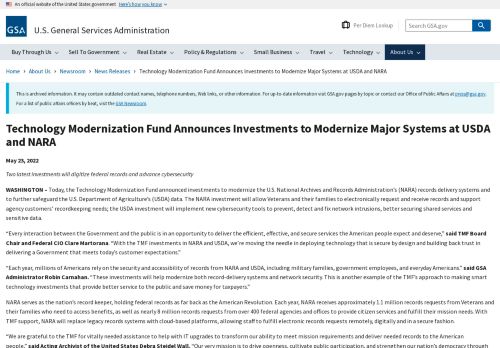 An official website of the United States government Here's how you know
GSA
U.S. General Services Administration
Per Diem Lookup
Search GSA.gov
Buy Through Us Sell To Government Real Estate Policy & Regulations Small Business Travel Technology About Us
Home › About Us › Newsroom › News Releases › Technology Modernization Fund Announces Investments to Modernize Major Systems at USDA and NARA
This is archived information. It may contain outdated contact names, telephone numbers, Web links, or other information. For up-to-date information visit GSA.gov pages by topic or contact our Office of Public Affairs at press@gsa.gov.
For a list of public affairs officers by beat, visit the GSA Newsroom.
Technology Modernization Fund Announces Investments to Modernize Major Systems at USDA
and NARA
May 23, 2022
Two latest investments will digitize federal records and advance cybersecurity
WASHINGTON – Today, the Technology Modernization Fund announced investments to modernize the U.S. National Archives and Records Administration's (NARA) records delivery systems and
to further safeguard the U.S. Department of Agriculture's (USDA) data. The NARA investment will allow Veterans and their families to electronically request and receive records and support
agency customers' recordkeeping needs; the USDA investment will implement new cybersecurity tools to prevent, detect and fix network intrusions, better securing shared services and
sensitive data.
"Every interaction between the Government and the public is an opportunity to deliver the efficient, effective, and secure services the American people expect and deserve," said TMF Board
Chair and Federal CIO Clare Martorana. "With the TMF investments in NARA and USDA, we're moving the needle in deploying technology that is secure by design and building back trust in
delivering a Government that meets today's customer expectations."
"Each year, millions of Americans rely on the security and accessibility of records from NARA and USDA, including military families, government employees, and everyday Americans." said GSA
Administrator Robin Carnahan. "These investments will help modernize both record-delivery systems and network security. This is another example of the TMF's approach to making smart
technology investments that provide better service to the public and save money for taxpayers."
NARA serves as the nation's record keeper, holding federal records as far back as the American Revolution. Each year, NARA receives approximately 1.1 million records requests from Veterans and
their families who need to access benefits, as well as nearly 8 million records requests from over 400 federal agencies and offices to provide citizen services and fulfill their mission needs. With
TMF support, NARA will replace legacy records systems with cloud-based platforms, allowing staff to fulfill electronic records requests remotely, digitally and in a secure fashion.
"We are grateful to the TMF for vitally needed assistance to help with IT upgrades to transform our ability to meet mission requirements and deliver needed records to the American
people," said Acting Archivist of the United States Debra Steidel Wall. "Our very mission is to drive openness, cultivate public participation, and strengthen our nation's democracy through